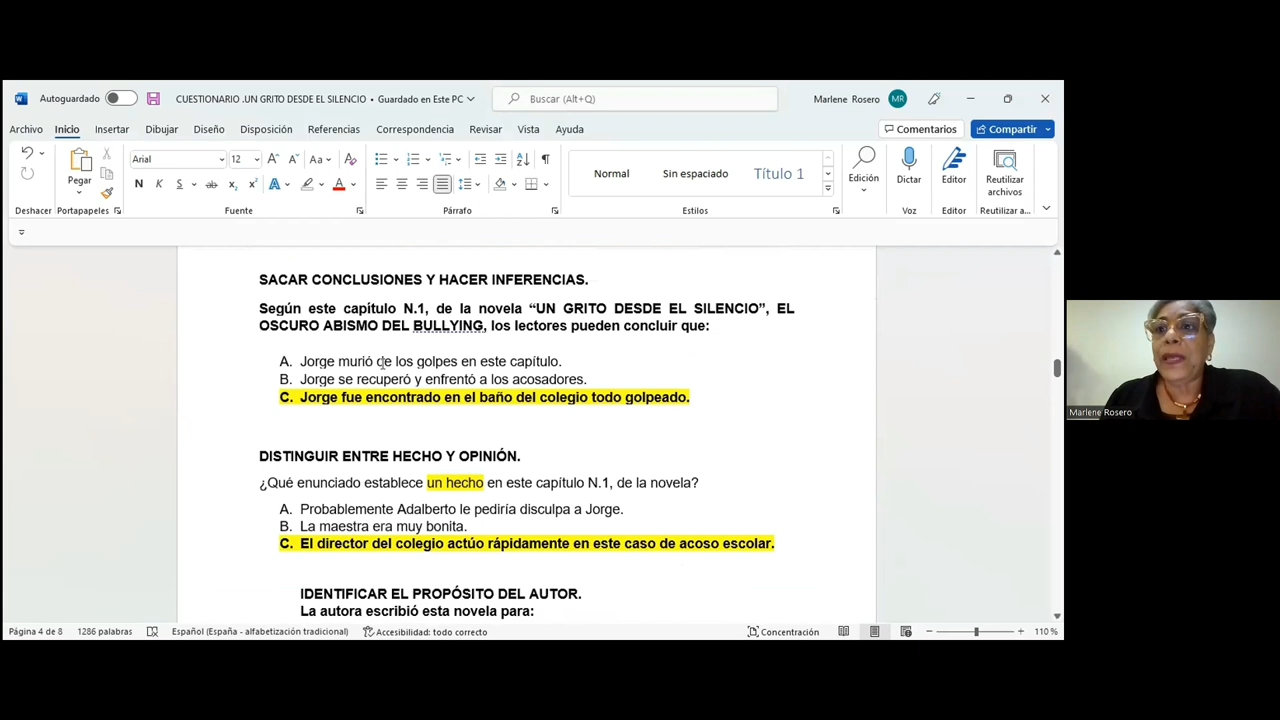 Autoguardado
CUESTIONARIO .UN GRITO DESDE EL SILENCIO • Guardado en Este PC
Buscar (Alt+Q)
Marlene Rosero MR
Archivo Inicio Insertar Dibujar Diseño Disposición Referencias Correspondencia Revisar Vista Ayuda
Comentarios Compartir
Pegar
Arial 12
Aa
N K S ab x₂ x² A A
Normal Sin espaciado Título 1
Edición Dictar Editor Reutilizar archivos
Deshacer Portapapeles Fuente Párrafo Estilos Voz Editor Reutilizar a...
SACAR CONCLUSIONES Y HACER INFERENCIAS.
Según este capítulo N.1, de la novela “UN GRITO DESDE EL SILENCIO”, EL
OSCURO ABISMO DEL BULLYING, los lectores pueden concluir que:
A. Jorge murió de los golpes en este capítulo.
B. Jorge se recuperó y enfrentó a los acosadores.
C. Jorge fue encontrado en el baño del colegio todo golpeado.
DISTINGUIR ENTRE HECHO Y OPINIÓN.
¿Qué enunciado establece un hecho en este capítulo N.1, de la novela?
A. Probablemente Adalberto le pediría disculpa a Jorge.
B. La maestra era muy bonita.
C. El director del colegio actúo rápidamente en este caso de acoso escolar.
IDENTIFICAR EL PROPÓSITO DEL AUTOR.
La autora escribió esta novela para:
Marlene Rosero
Página 4 de 8 1286 palabras Español (España - alfabetización tradicional) Accesibilidad: todo correcto Concentración 110 %